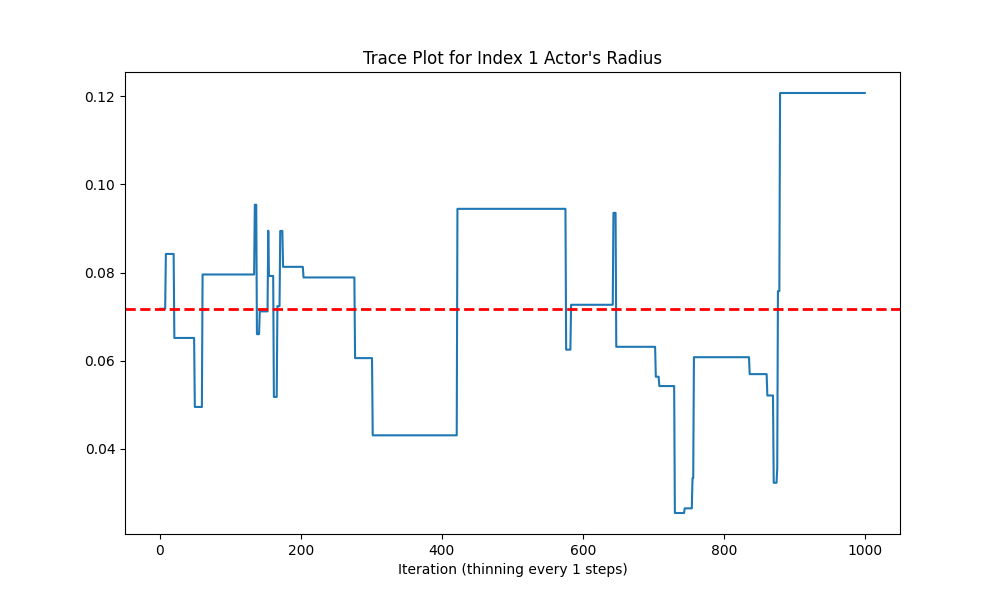 Trace Plot for Index 1 Actor's Radius
0.12
0.10
0.08
0.06
0.04
0 200 400 600 800 1000
Iteration (thinning every 1 steps)